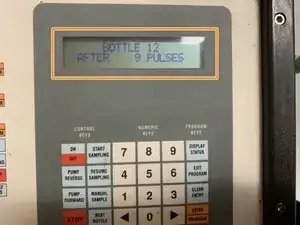 BOTTLE 12
AFTER 9 PULSES
CONTROL KEYS
NUMERIC KEYS
PROGRAM KEYS
ON OFF
START SAMPLING
7 8 9
DISPLAY STATUS
PUMP REVERSE
RESUME SAMPLING
4 5 6
EXIT PROGRAM
PUMP FORWARD
MANUAL SAMPLE
1 2 3
CLEAR ENTRY
STOP
NEXT BOTTLE
◀ 0 ▶
ENTER PROGRAM